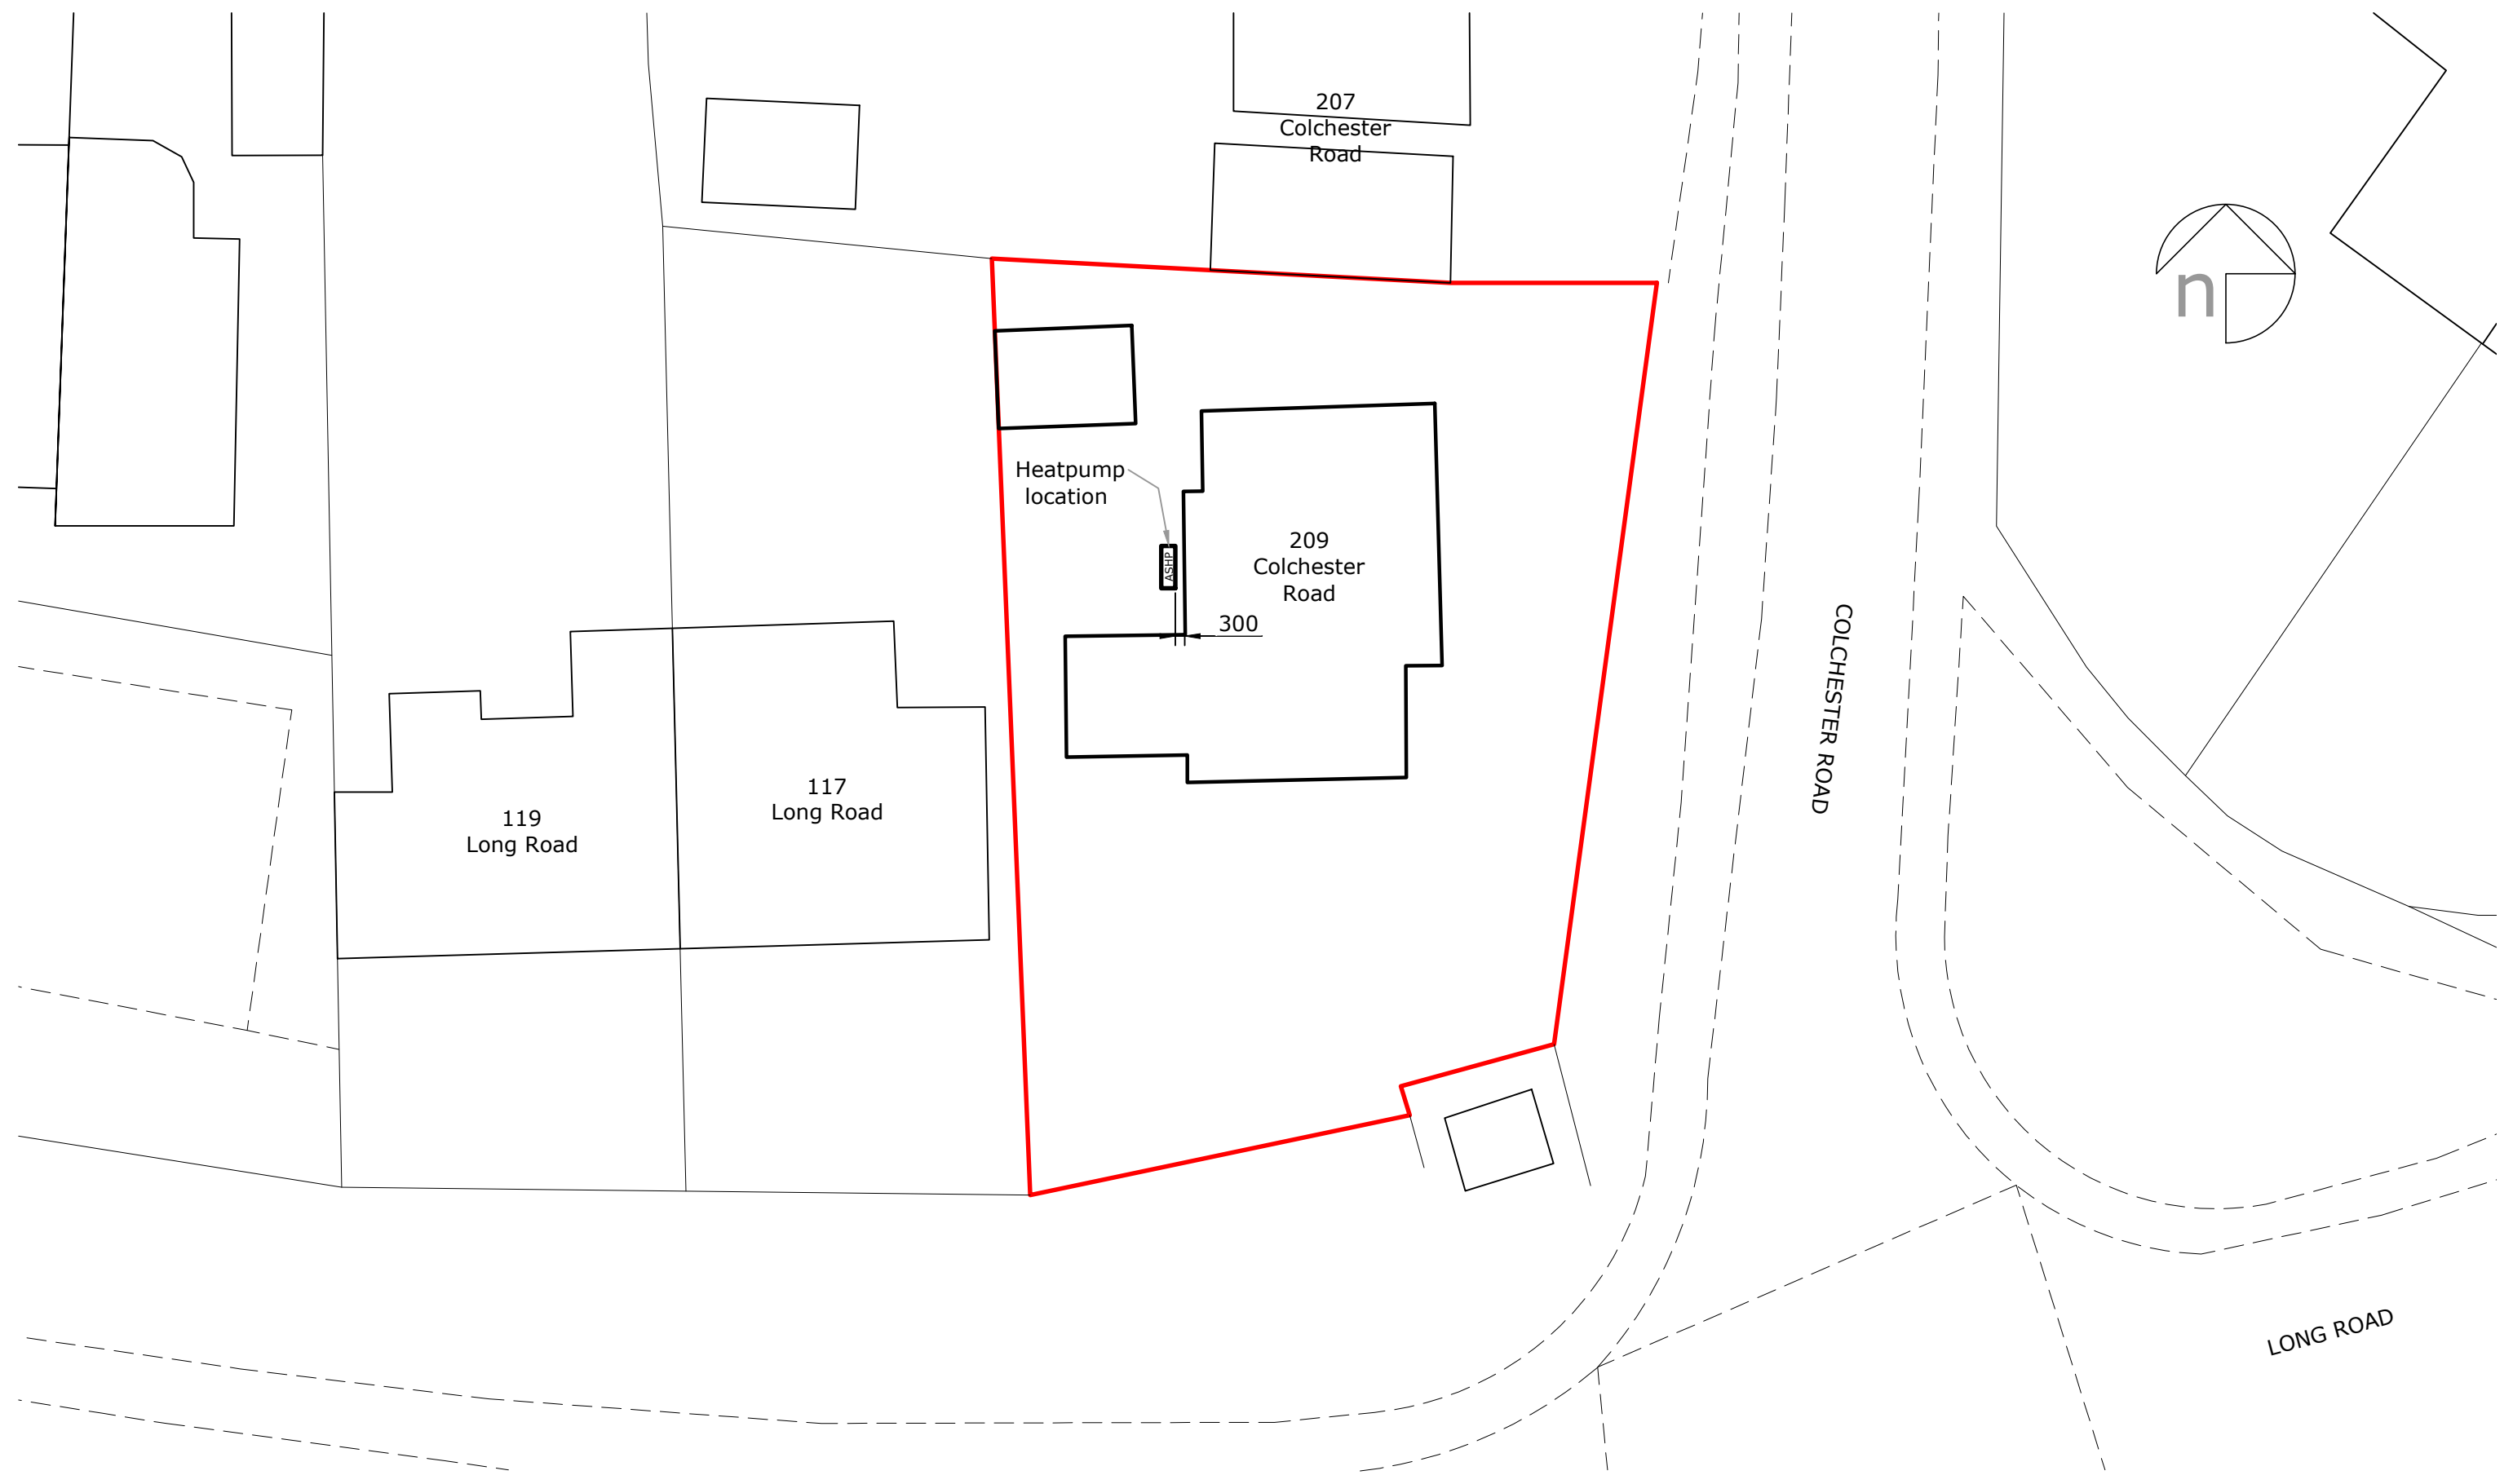 207
Colchester
Road
n
Heatpump
location
ASHP
209
Colchester
Road
300
COLCHESTER ROAD
117
Long Road
119
Long Road
LONG ROAD